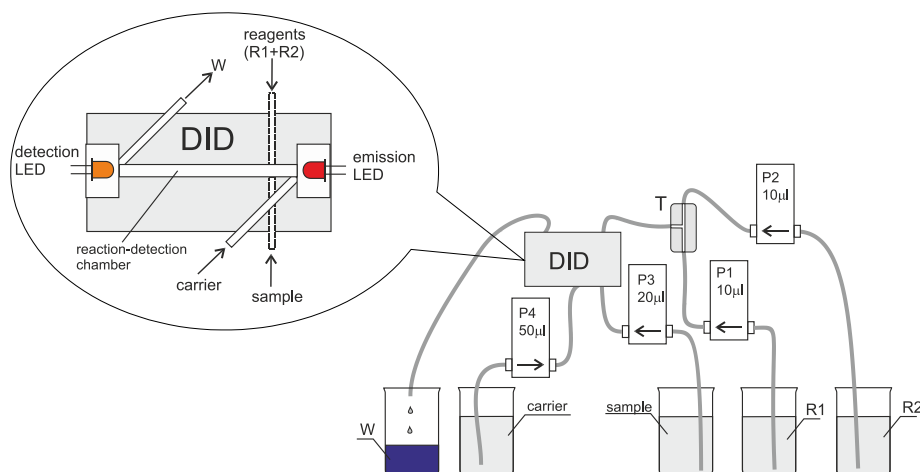 reagents
(R1+R2)
W
DID
detection
LED
emission
LED
reaction-detection
chamber
carrier
sample
T
P2
10µl
DID
P3
20µl
P1
10µl
P4
50µl
carrier
sample
R1
R2
W